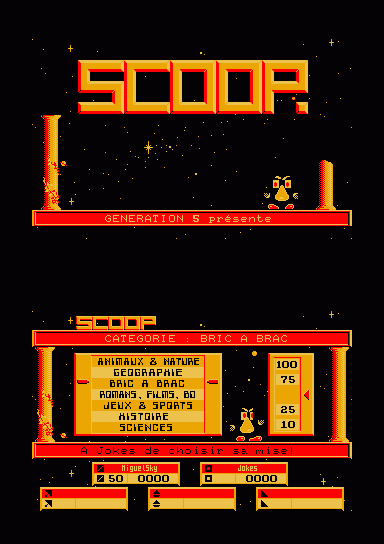 SCOOP.
GENERATION 5 présente
SCOOP
CATEGORIE : BRIC A BRAC
ANIMAUX & NATURE
GEOGRAPHIE
BRIC A BRAC
ROMANS, FILMS, BD
JEUX & SPORTS
HISTOIRE
SCIENCES
100
75
25
10
A Jokes de choisir sa mise!
MiguelSky
50 0000
Jokes
0000